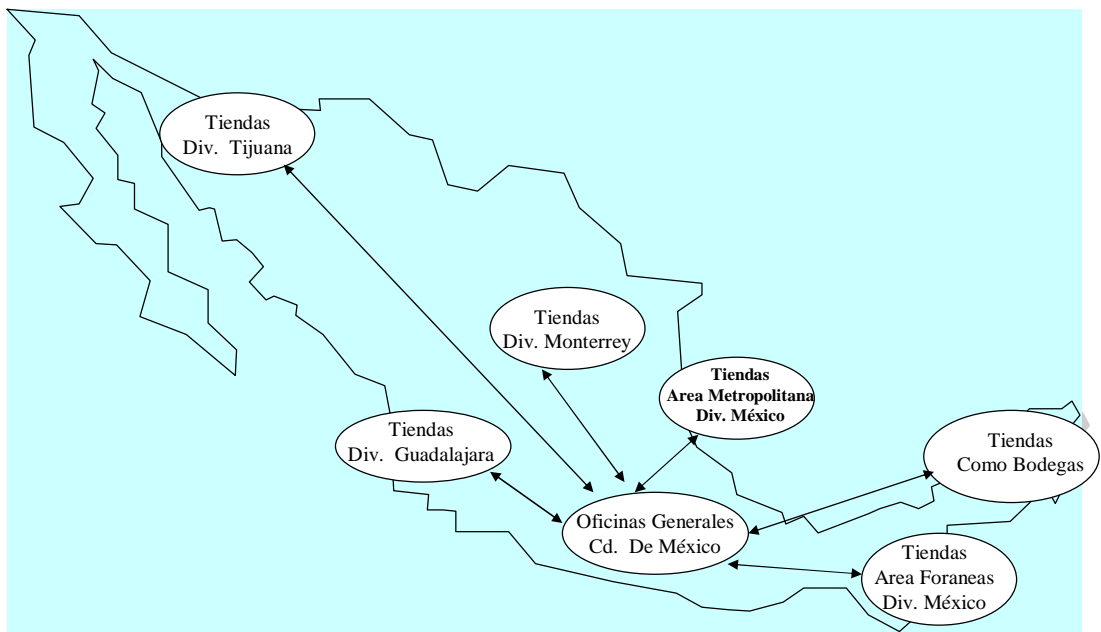 Tiendas
Div. Tijuana
Tiendas
Div. Monterrey
Tiendas
Area Metropolitana
Div. México
Tiendas
Div. Guadalajara
Tiendas
Como Bodegas
Oficinas Generales
Cd. De México
Tiendas
Area Foraneas
Div. México